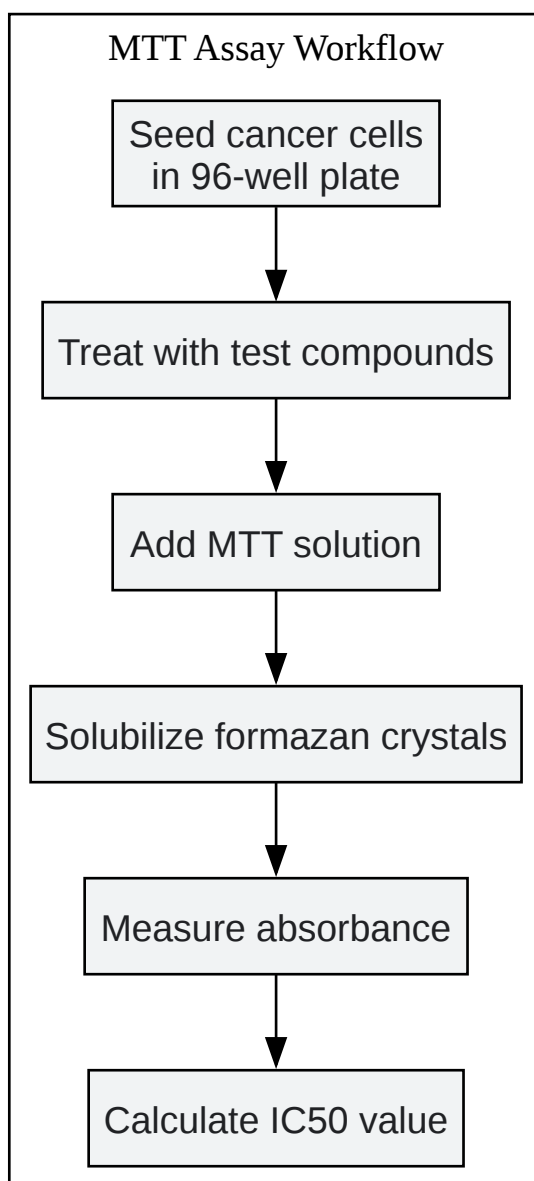 MTT Assay Workflow
Seed cancer cells
in 96-well plate
Treat with test compounds
Add MTT solution
Solubilize formazan crystals
Measure absorbance
Calculate IC50 value